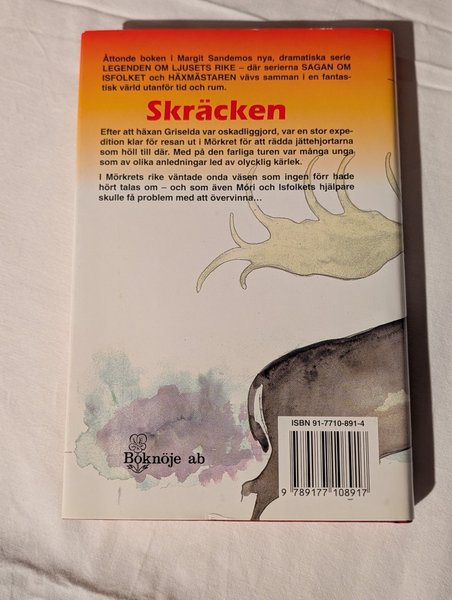 Åttonde boken i Margit Sandemos nya, dramatiska serie
LEGENDEN OM LJUSETS RIKE – där serierna SAGAN OM
ISFOLKET och HÄXMÄSTAREN vävs samman i en fantas-
tisk värld utanför tid och rum.
Skräcken
Efter att häxan Griselda var oskadliggjord, var en stor expe-
dition klar för resan ut i Mörkret för att rädda jättehjortarna
som höll till där. Med på den farliga turen var många unga
som av olika anledningar led av olycklig kärlek.
I Mörkrets rike väntade onda väsen som ingen förr hade
hört talas om – och som även Móri och Isfolkets hjälpare
skulle få problem med att övervinna...
ISBN 91-7710-891-4
Boknöje ab
9 789177 108917